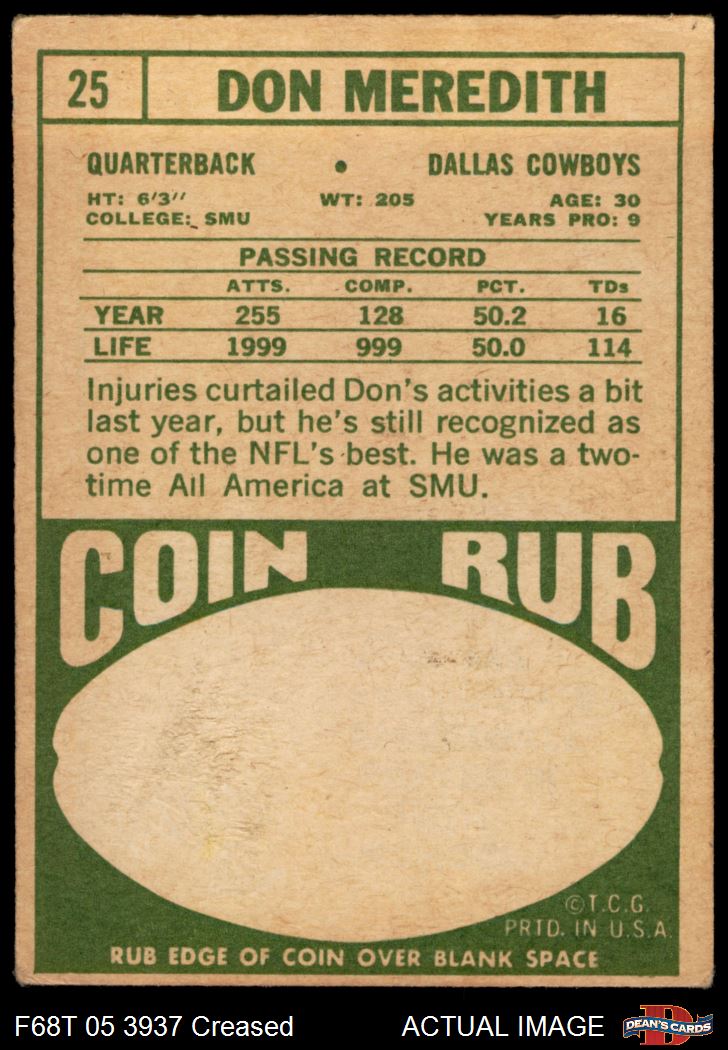 25 DON MEREDITH
QUARTERBACK • DALLAS COWBOYS
HT: 6'3" WT: 205 AGE: 30
COLLEGE: SMU YEARS PRO: 9
PASSING RECORD
ATTS. COMP. PCT. TDs
YEAR 255 128 50.2 16
LIFE 1999 999 50.0 114
Injuries curtailed Don's activities a bit
last year, but he's still recognized as
one of the NFL's best. He was a two-
time All America at SMU.
COIN RUB
©T.C.G.
PRTD. IN U.S.A.
RUB EDGE OF COIN OVER BLANK SPACE
F68T 05 3937 Creased ACTUAL IMAGE
D
DEAN'S CARDS